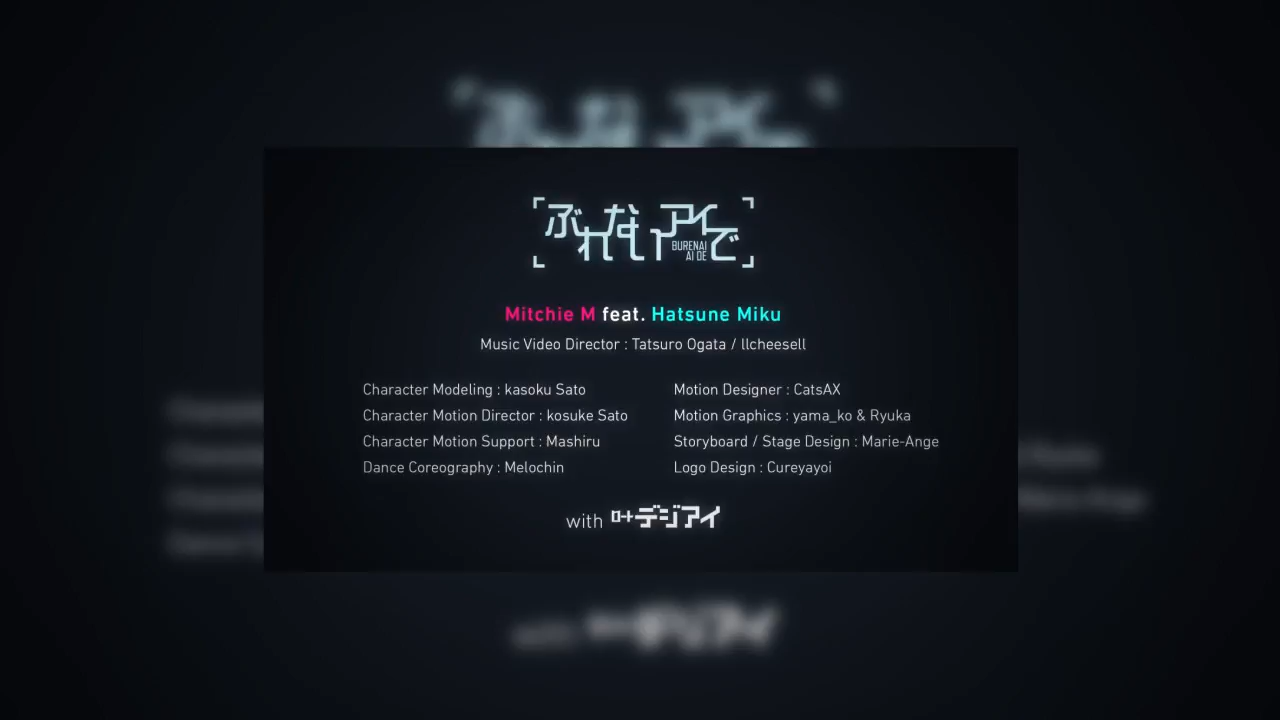 ぶれないアイで
BURENAI
AI DE
Mitchie M feat. Hatsune Miku
Music Video Director : Tatsuro Ogata / llcheesell
Character Modeling : kasoku Sato
Character Motion Director : kosuke Sato
Character Motion Support : Mashiru
Dance Coreography : Melochin
Motion Designer : CatsAX
Motion Graphics : yama_ko & Ryuka
Storyboard / Stage Design : Marie-Ange
Logo Design : Cureyayoi
with ロートデジアイ